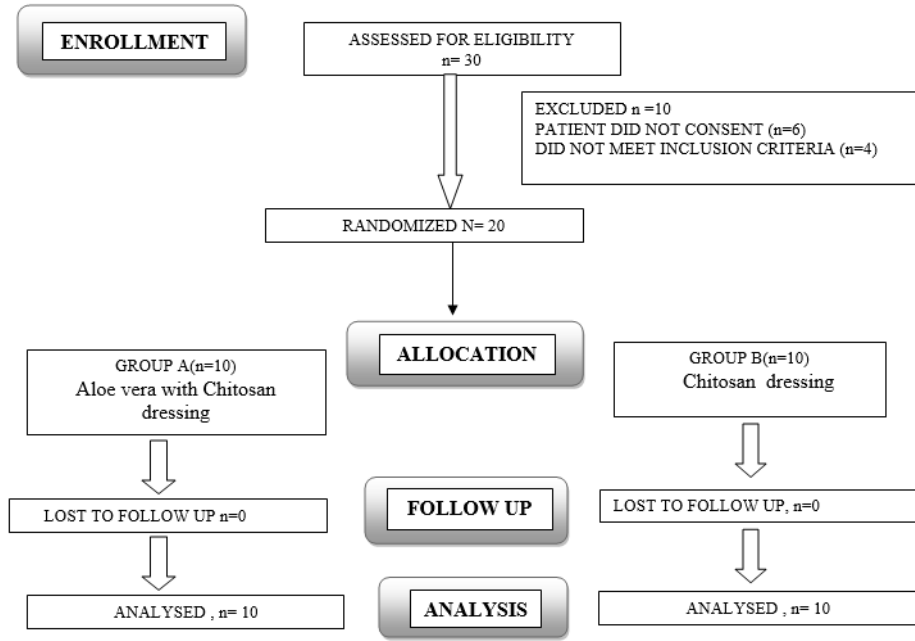 ENROLLMENT
ASSESSED FOR ELIGIBILITY
n= 30
EXCLUDED n =10
PATIENT DID NOT CONSENT (n=6)
DID NOT MEET INCLUSION CRITERIA (n=4)
RANDOMIZED N= 20
ALLOCATION
GROUP A(n=10)
Aloe vera with Chitosan
dressing
GROUP B(n=10)
Chitosan dressing
LOST TO FOLLOW UP n=0
FOLLOW UP
LOST TO FOLLOW UP, n=0
ANALYSED , n= 10
ANALYSIS
ANALYSED , n= 10